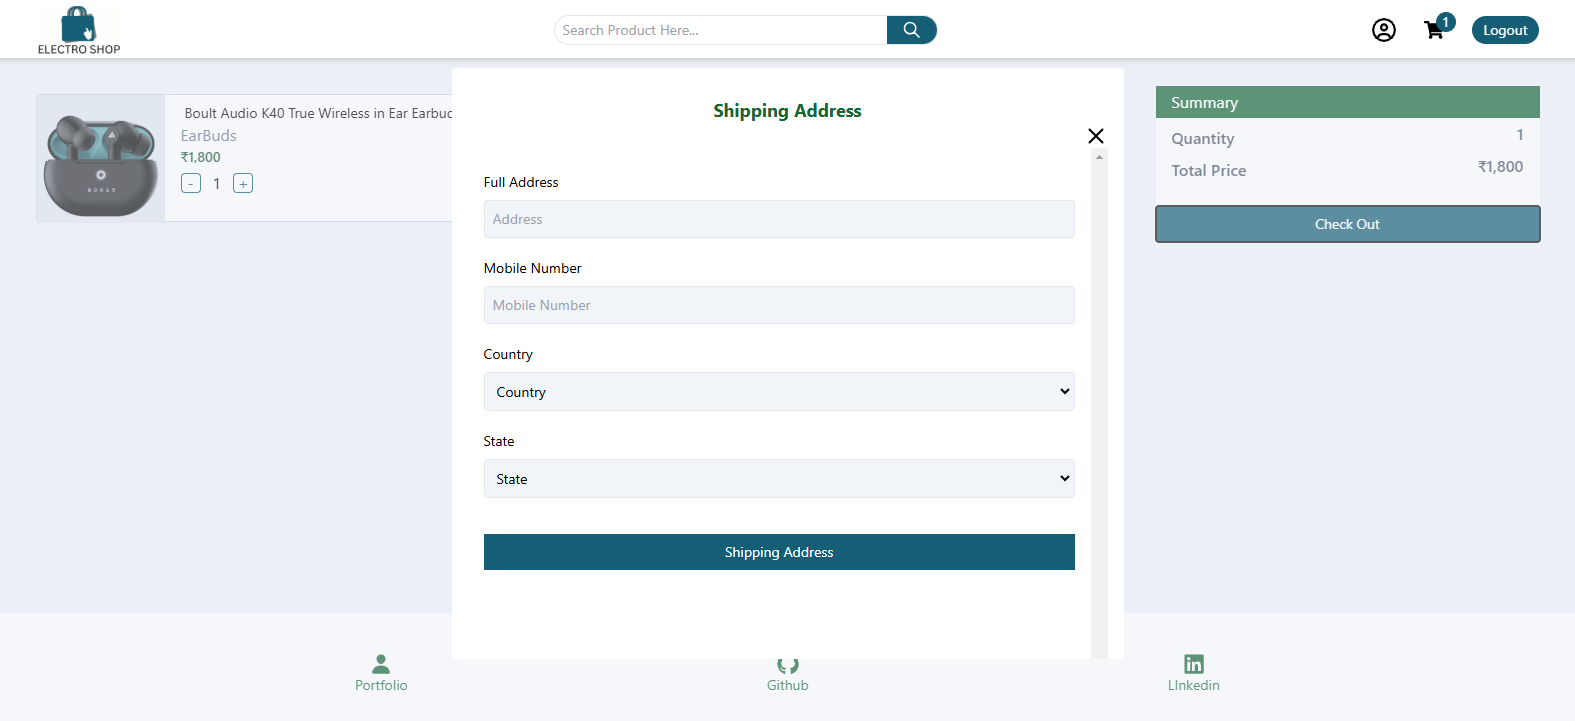 ELECTRO SHOP
Search Product Here...
1
Logout
Boult Audio K40 True Wireless in Ear Earbuc
EarBuds
₹1,800
- 1 +
BOULT
Shipping Address
Full Address
Address
Mobile Number
Mobile Number
Country
Country
State
State
Shipping Address
Summary
Quantity 1
Total Price ₹1,800
Check Out
Portfolio
Github
LInkedin